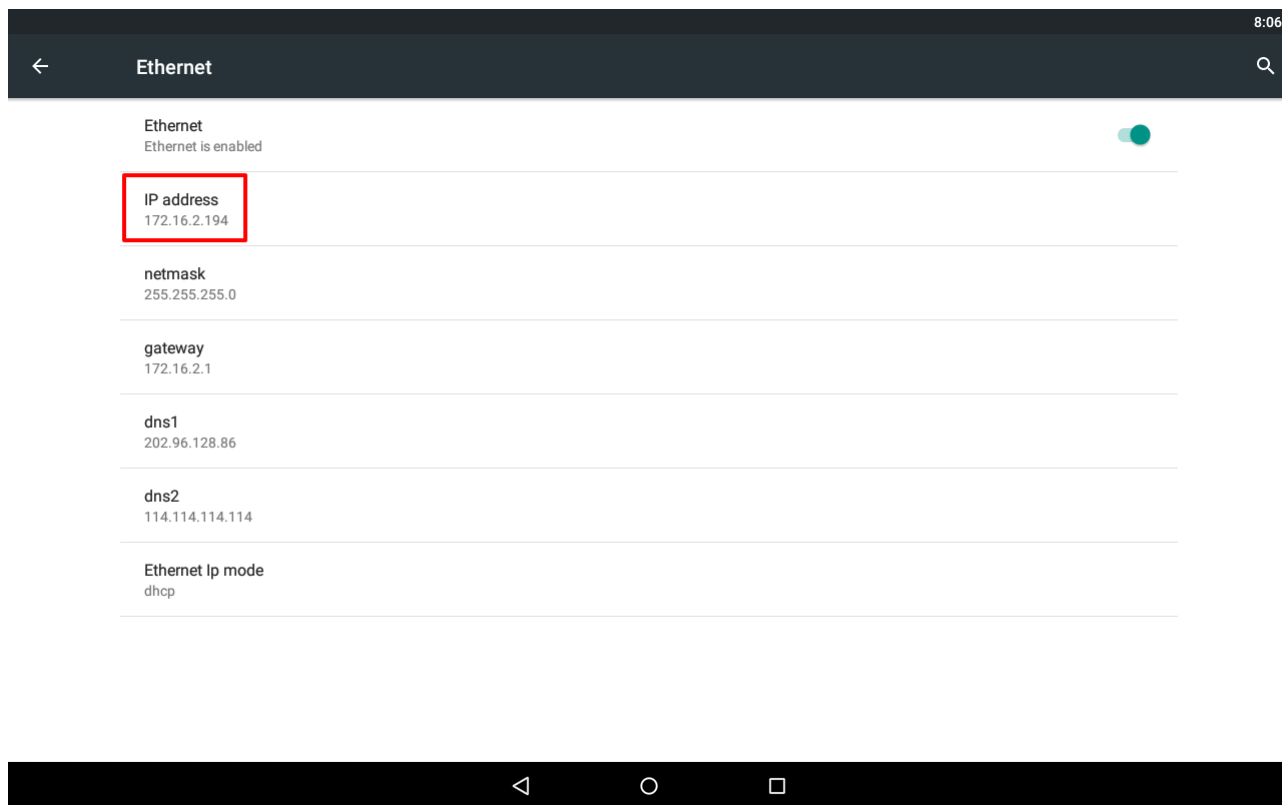 8:06
Ethernet
Ethernet
Ethernet is enabled
IP address
172.16.2.194
netmask
255.255.255.0
gateway
172.16.2.1
dns1
202.96.128.86
dns2
114.114.114.114
Ethernet Ip mode
dhcp